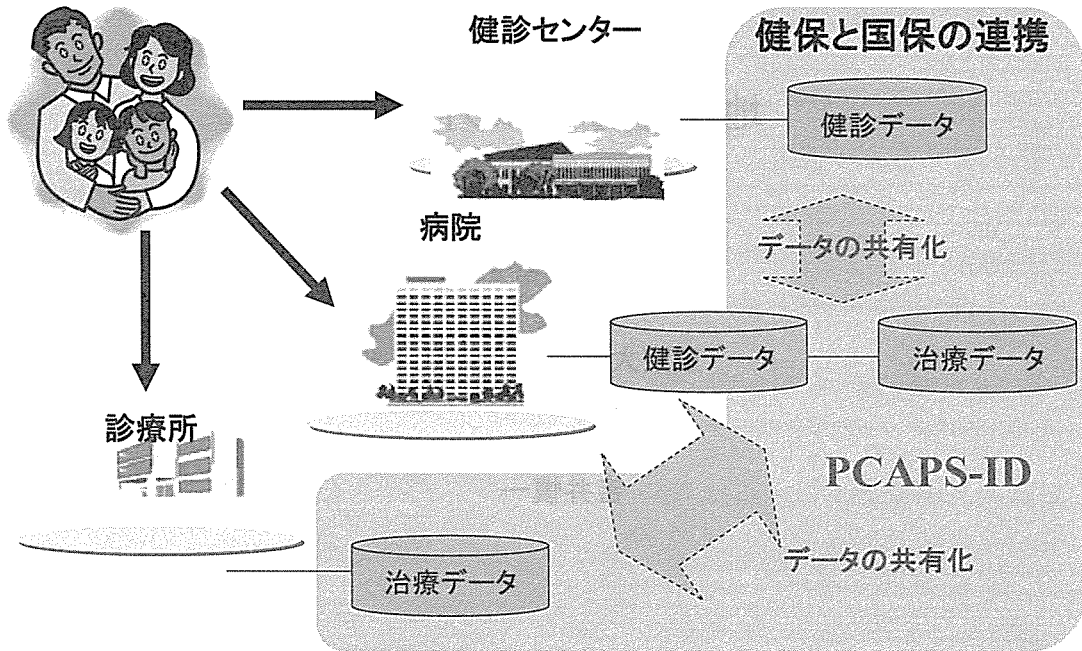 健診センター
健保と国保の連携
健診データ
データの共有化
病院
健診データ
治療データ
診療所
PCAPS-ID
データの共有化
治療データ